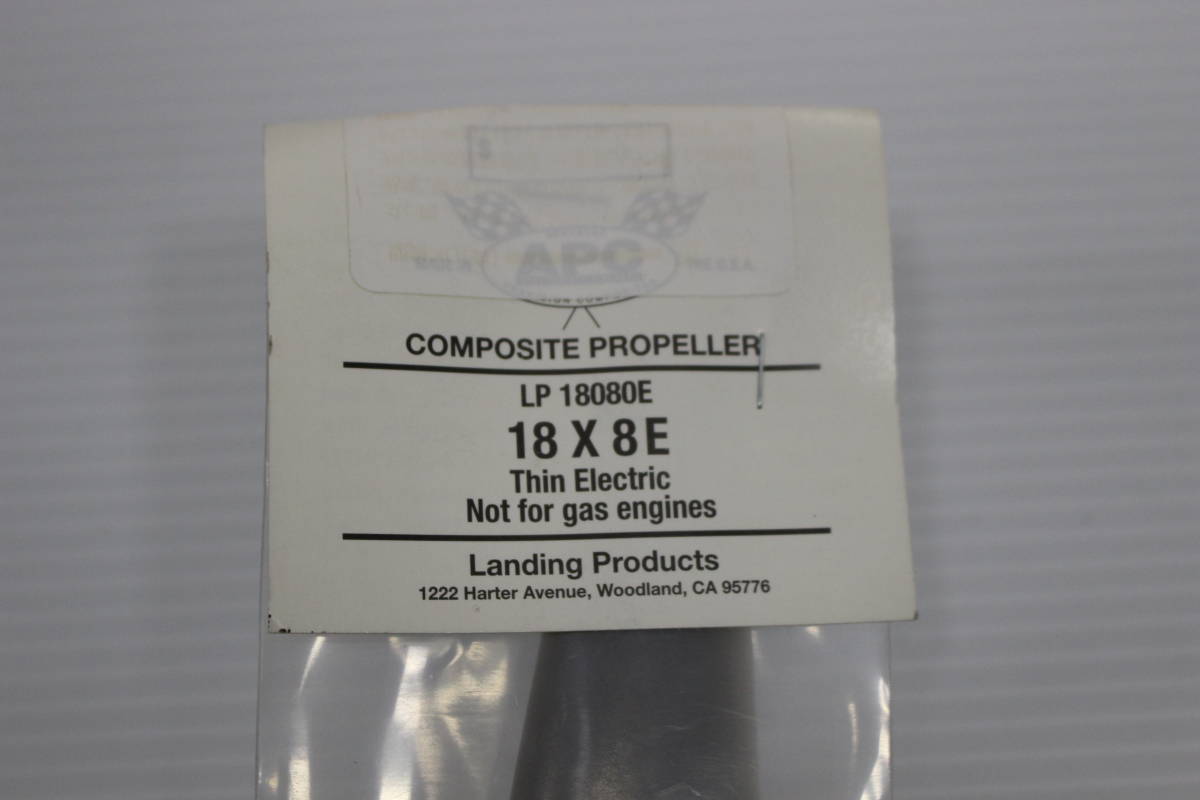 $
APC
COMPOSITE PROPELLER
LP 18080E
18 X 8E
Thin Electric
Not for gas engines
Landing Products
1222 Harter Avenue, Woodland, CA 95776